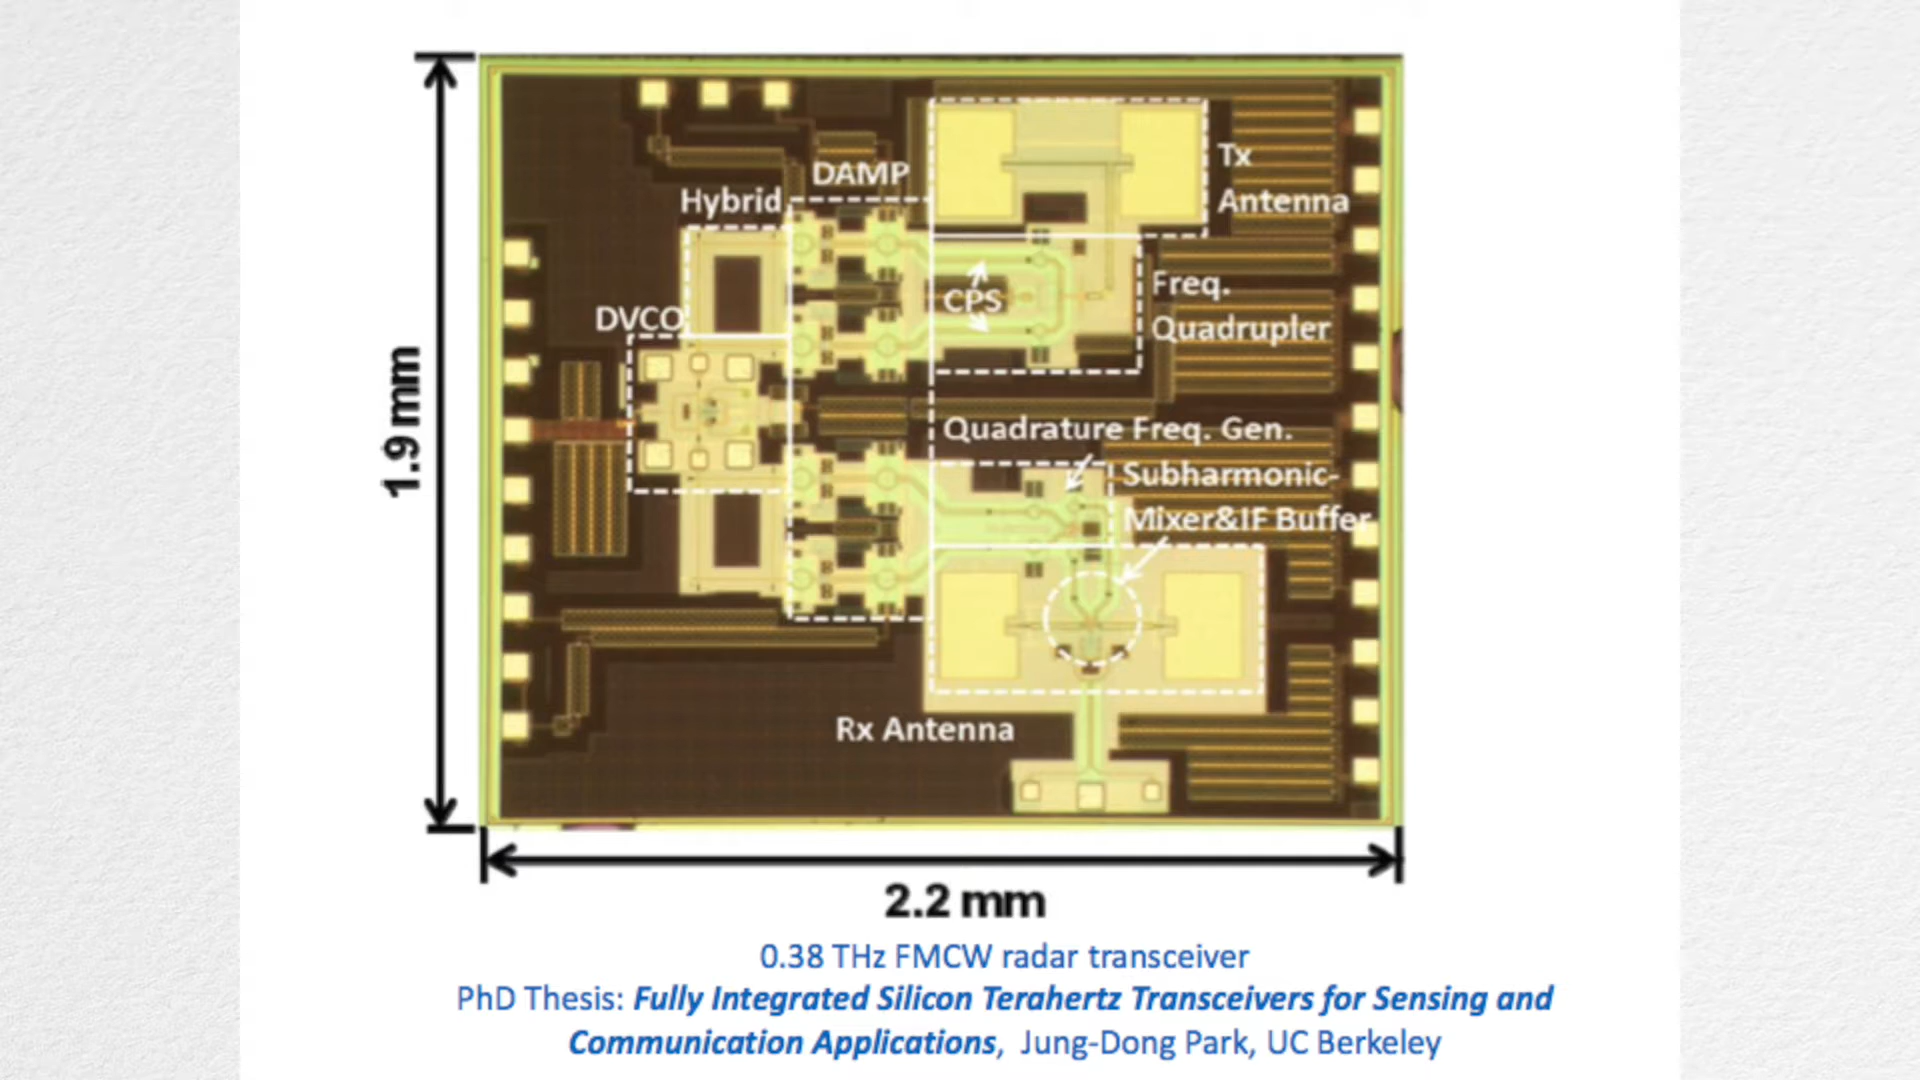 DAMP
Hybrid
Tx
Antenna
DVCO
CPS
Freq.
Quadrupler
Quadrature Freq. Gen.
Subharmonic-
Mixer&IF Buffer
Rx Antenna
1.9 mm
2.2 mm
0.38 THz FMCW radar transceiver
PhD Thesis: Fully Integrated Silicon Terahertz Transceivers for Sensing and
Communication Applications, Jung-Dong Park, UC Berkeley